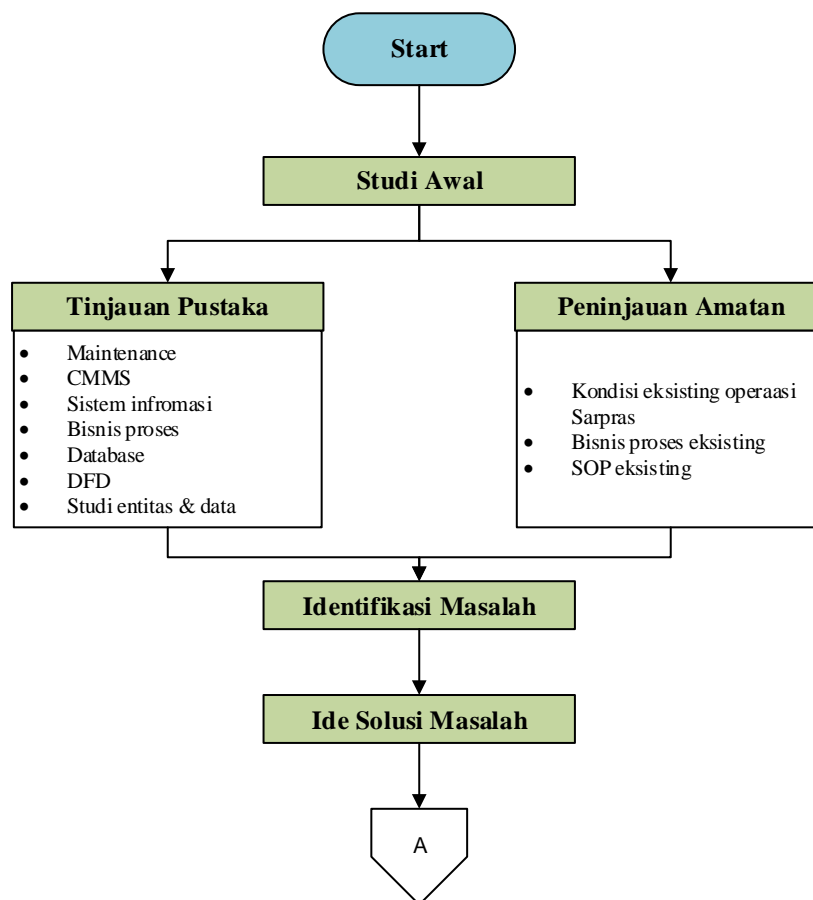 Start
Studi Awal
Tinjauan Pustaka
• Maintenance
• CMMS
• Sistem infromasi
• Bisnis proses
• Database
• DFD
• Studi entitas & data
Peninjauan Amatan
• Kondisi eksisting operaasi
Sarpras
• Bisnis proses eksisting
• SOP eksisting
Identifikasi Masalah
Ide Solusi Masalah
A